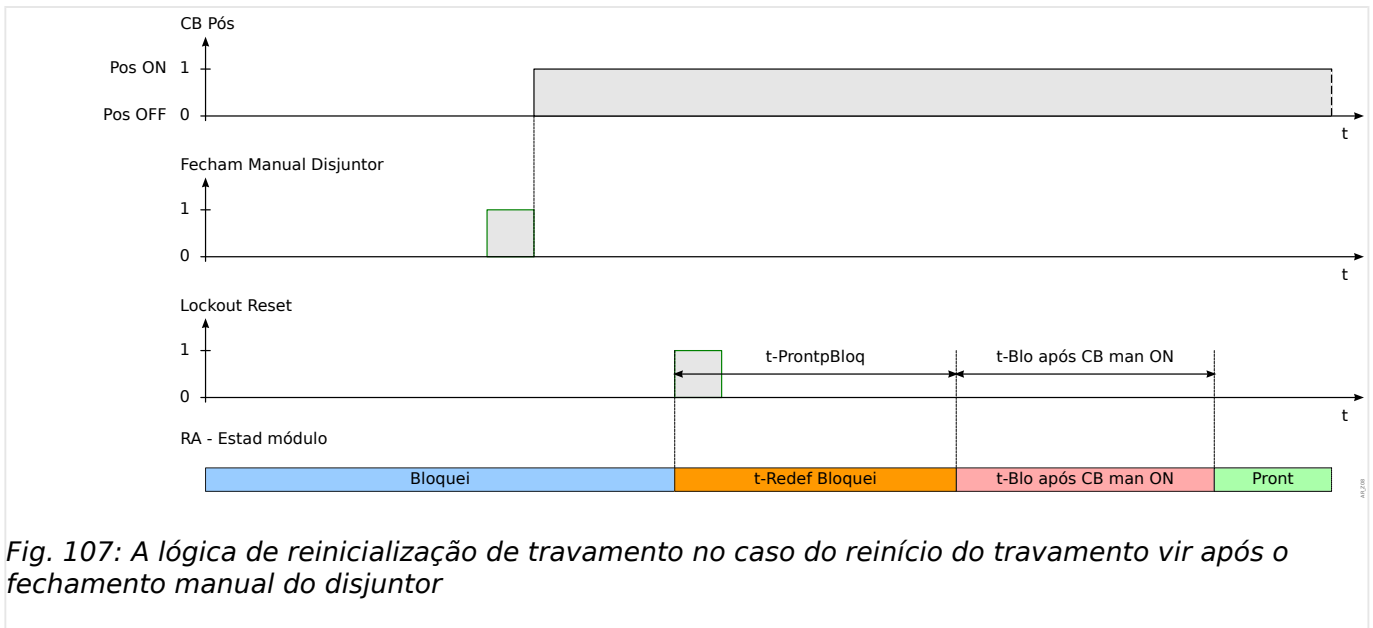 CB Pós
Pos ON 1
Pos OFF 0
t
Fecham Manual Disjuntor
1
0
t
Lockout Reset
1
t-ProntpBloq t-Blo após CB man ON
0
t
RA - Estad módulo
Bloquei t-Redef Bloquei t-Blo após CB man ON Pront
Fig. 107: A lógica de reinicialização de travamento no caso do reinício do travamento vir após o
fechamento manual do disjuntor